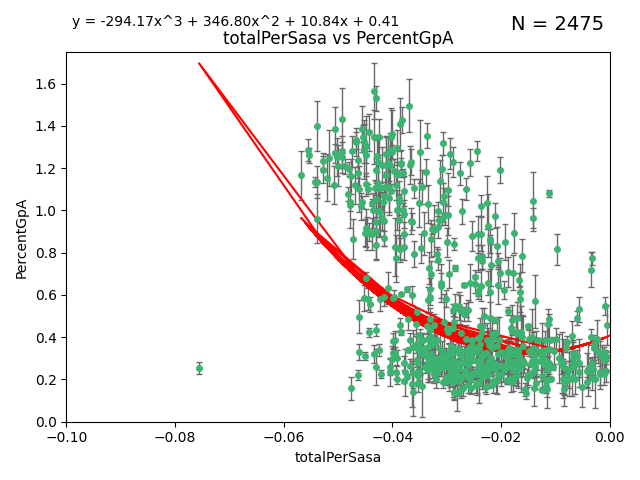 y = -294.17x^3 + 346.80x^2 + 10.84x + 0.41
N = 2475
totalPerSasa vs PercentGpA
PercentGpA
1.6
1.4
1.2
1.0
0.8
0.6
0.4
0.2
0.0
−0.10 −0.08 −0.06 −0.04 −0.02 0.00
totalPerSasa